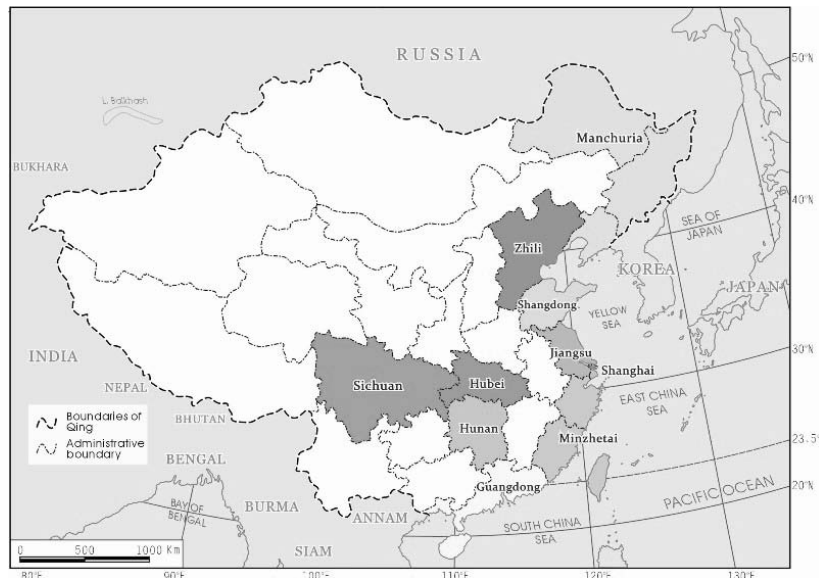 RUSSIA
50°N
L. Balkhash
Manchuria
BUKHARA
40°N
SEA OF
JAPAN
Zhili
KOREA
JAPAN
Shangdong
YELLOW
SEA
INDIA
30°N
Jiangsu
Shanghai
Sichuan
Hubei
NEPAL
EAST CHINA
SEA
Boundaries of
Qing
BHUTAN
Hunan
Minzhetai
Administrative
boundary
23.5°
BENGAL
Guangdong
20°N
BAY OF
BENGAL
BURMA
ANNAM
PACIFIC OCEAN
SOUTH CHINA
SEA
SIAM
0 500 1000 Km
80°E
90°E
100°E
110°E
120°E
130°E